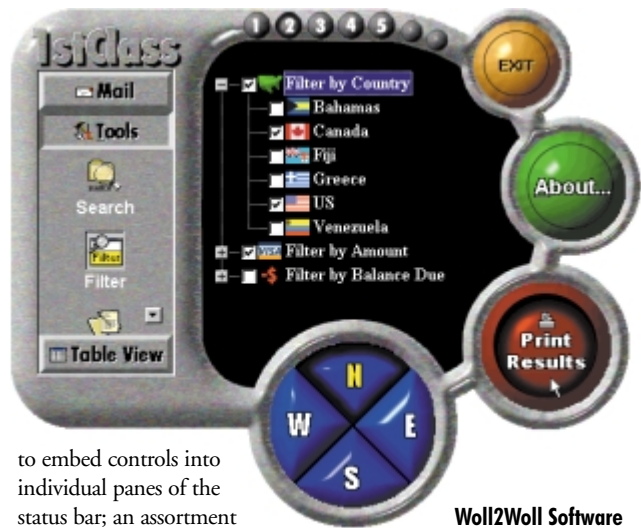 1stClass
1 2 3 4 5
EXIT
Mail
Tools
Search
Filter
Filter
Table View
Filter by Country
Bahamas
Canada
Fiji
Greece
US
Venezuela
VISA Filter by Amount
-$ Filter by Balance Due
About...
Print
Results
N
W
E
S
to embed controls into
individual panes of the
status bar; an assortment
Woll2Woll Software